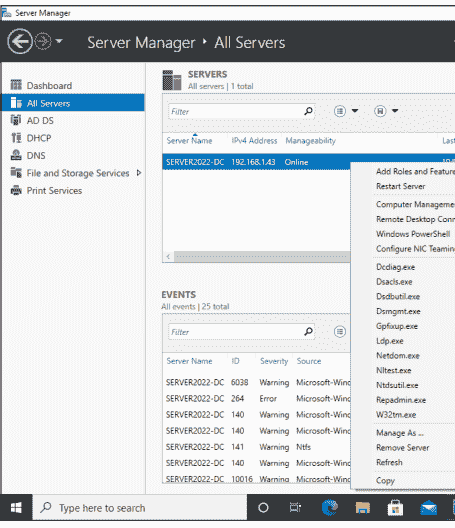 Server Manager
Server Manager • All Servers
Dashboard
All Servers
AD DS
DHCP
DNS
File and Storage Services
Print Services
SERVERS
All servers | 1 total
Filter
Server Name IPv4 Address Manageability Last
SERVER2022-DC 192.168.1.43 Online
Add Roles and Feature
Restart Server
Computer Manageme
Remote Desktop Conn
Windows PowerShell
Configure NIC Teaming
Dcdiag.exe
Dsacls.exe
Dsdbutil.exe
Dsmgmt.exe
Gpfixup.exe
Ldp.exe
Netdom.exe
Nltest.exe
Ntdsutil.exe
Repadmin.exe
W32tm.exe
Manage As ...
Remove Server
Refresh
Copy
EVENTS
All events | 25 total
Filter
Server Name ID Severity Source
SERVER2022-DC 6038 Warning Microsoft-Wind
SERVER2022-DC 264 Error Microsoft-Wind
SERVER2022-DC 140 Warning Microsoft-Wind
SERVER2022-DC 140 Warning Microsoft-Wind
SERVER2022-DC 141 Warning Ntfs
SERVER2022-DC 140 Warning Microsoft-Wind
SERVER2022-DC 10016 Warning Microsoft-Wind
Type here to search